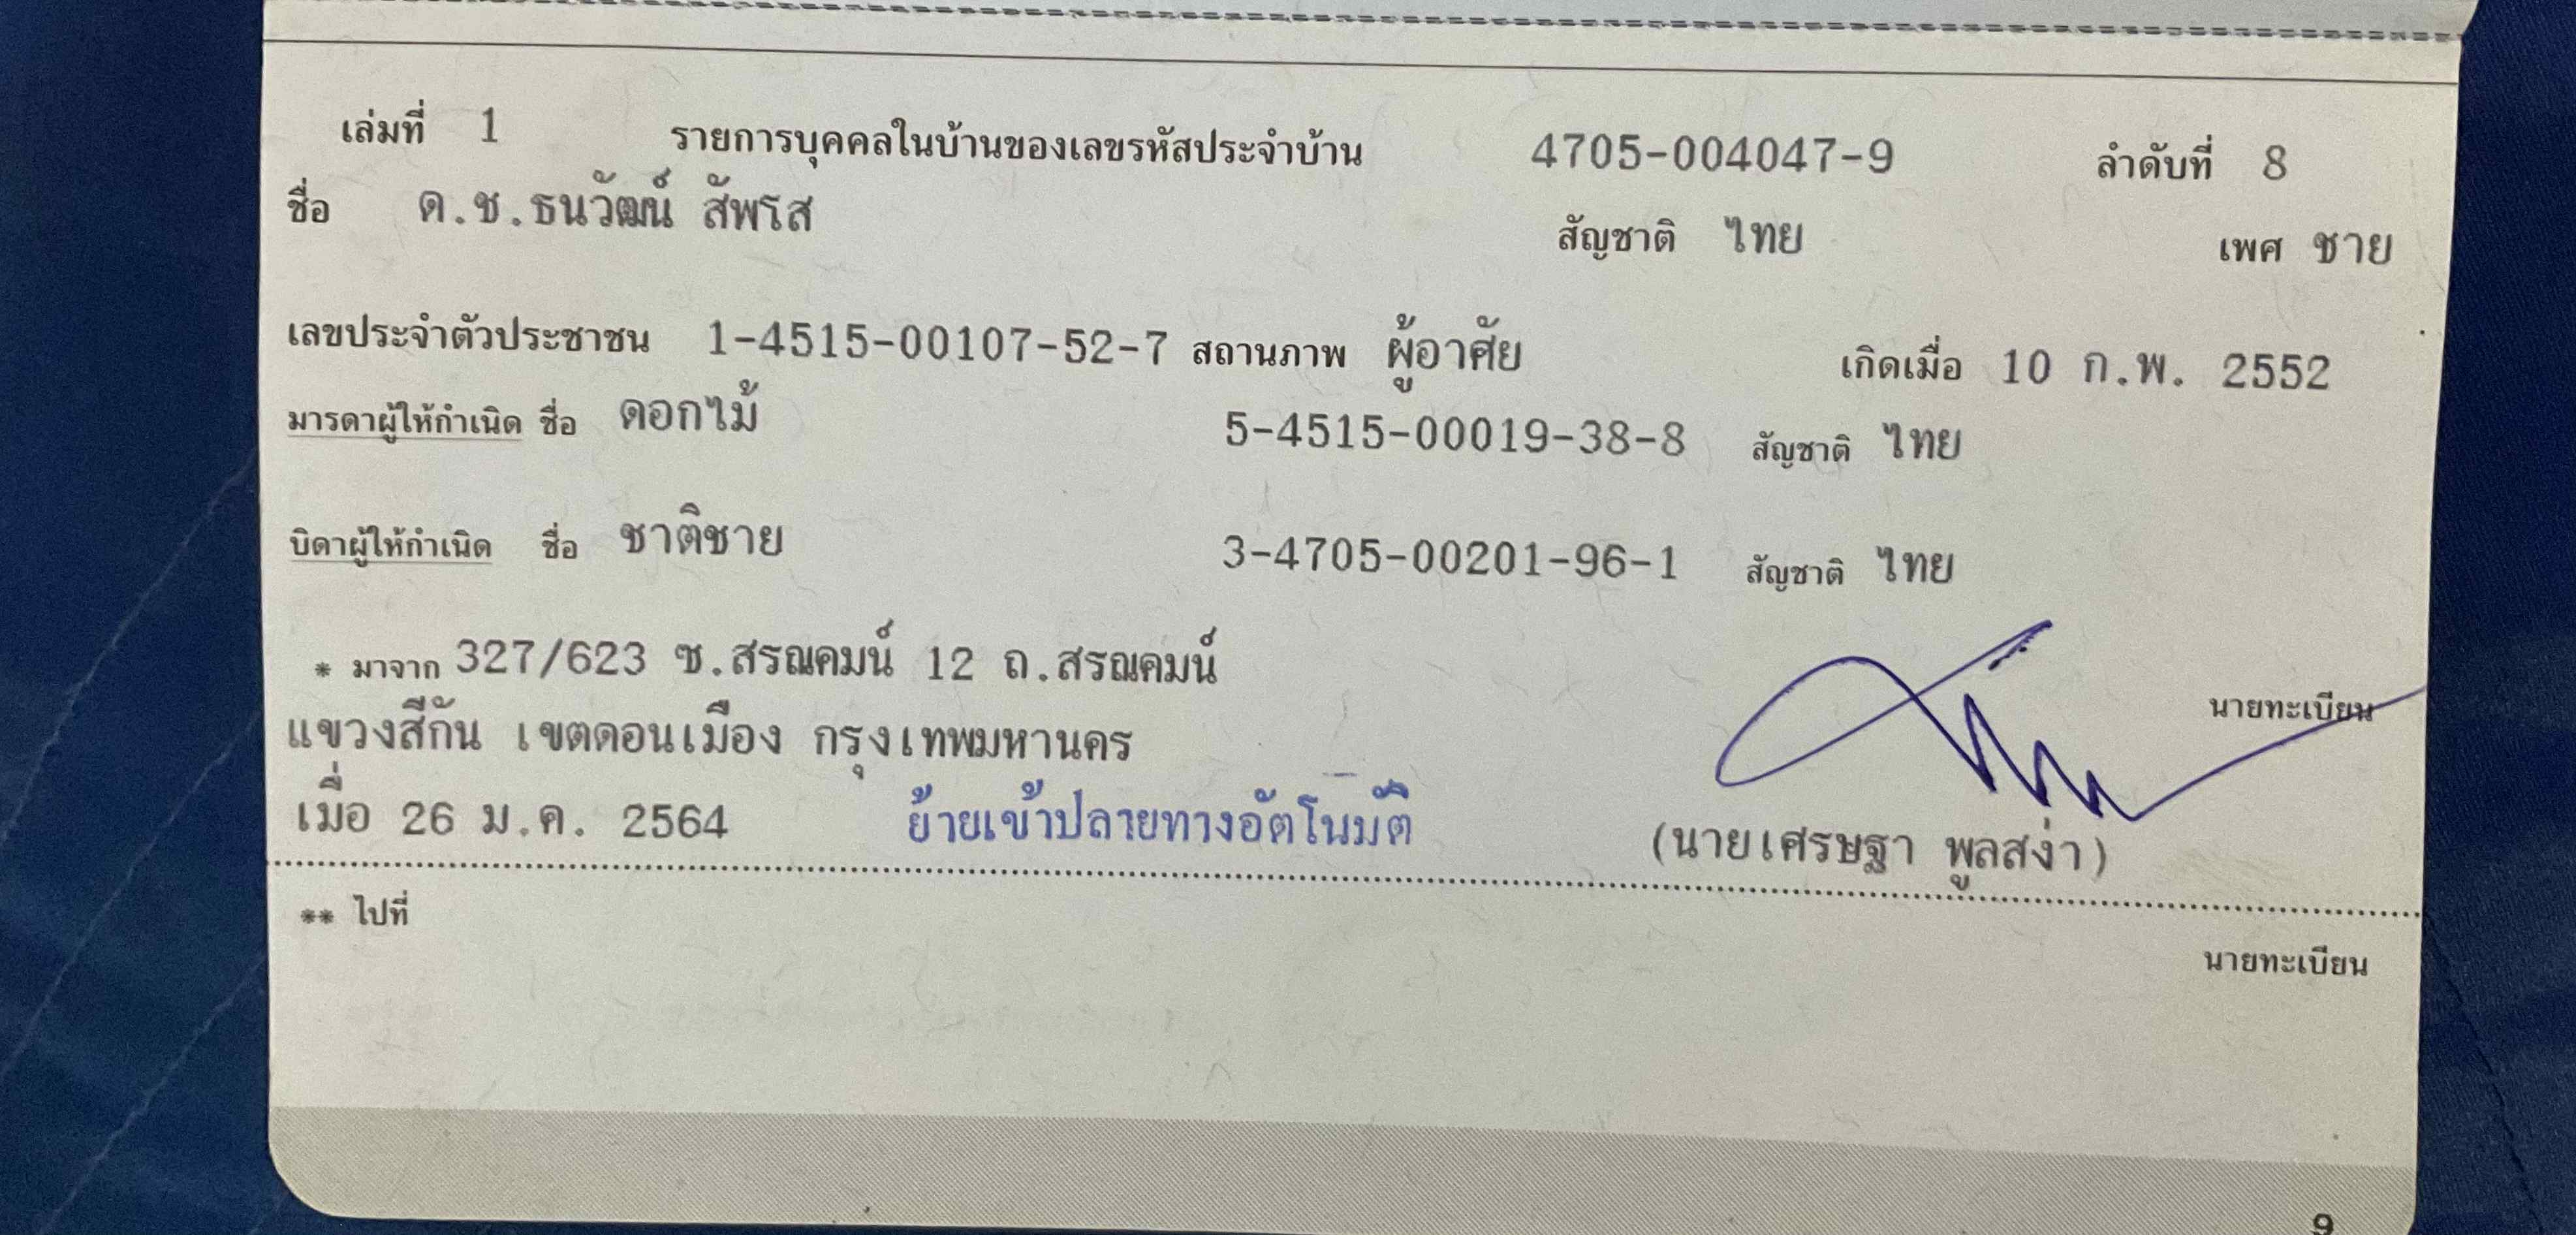 เล่มที่ 1 รายการบุคคลในบ้านของเลขรหัสประจำบ้าน 4705-004047-9 ลำดับที่ 8
ชื่อ ด.ช.ธนวัฒน์ สัพโส สัญชาติ ไทย เพศ ชาย
เลขประจำตัวประชาชน 1-4515-00107-52-7 สถานภาพ ผู้อาศัย เกิดเมื่อ 10 ก.พ. 2552
มารดาผู้ให้กำเนิด ชื่อ ดอกไม้ 5-4515-00019-38-8 สัญชาติ ไทย
บิดาผู้ให้กำเนิด ชื่อ ชาติชาย 3-4705-00201-96-1 สัญชาติ ไทย
* มาจาก 327/623 ซ.สรณคมน์ 12 ถ.สรณคมน์
นายทะเบียน
แขวงสีกัน เขตดอนเมือง กรุงเทพมหานคร
เมื่อ 26 ม.ค. 2564 ย้ายเข้าปลายทางอัตโนมัติ (นายเศรษฐา พูลสง่า)
** ไปที่
นายทะเบียน
9